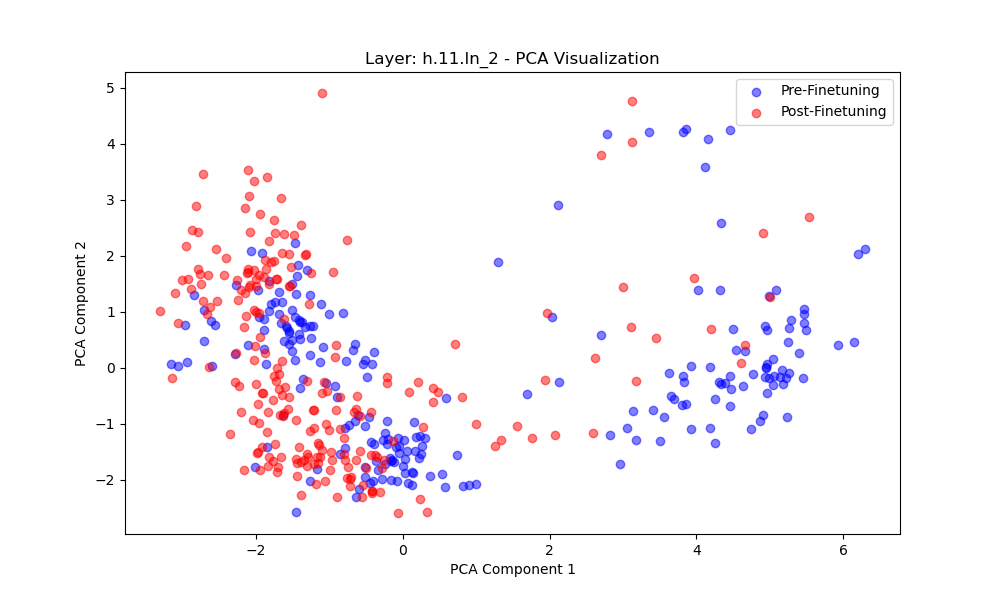 Layer: h.11.ln_2 - PCA Visualization
Pre-Finetuning
Post-Finetuning
5
4
3
2
1
0
−1
−2
PCA Component 2
−2
0
2
4
6
PCA Component 1